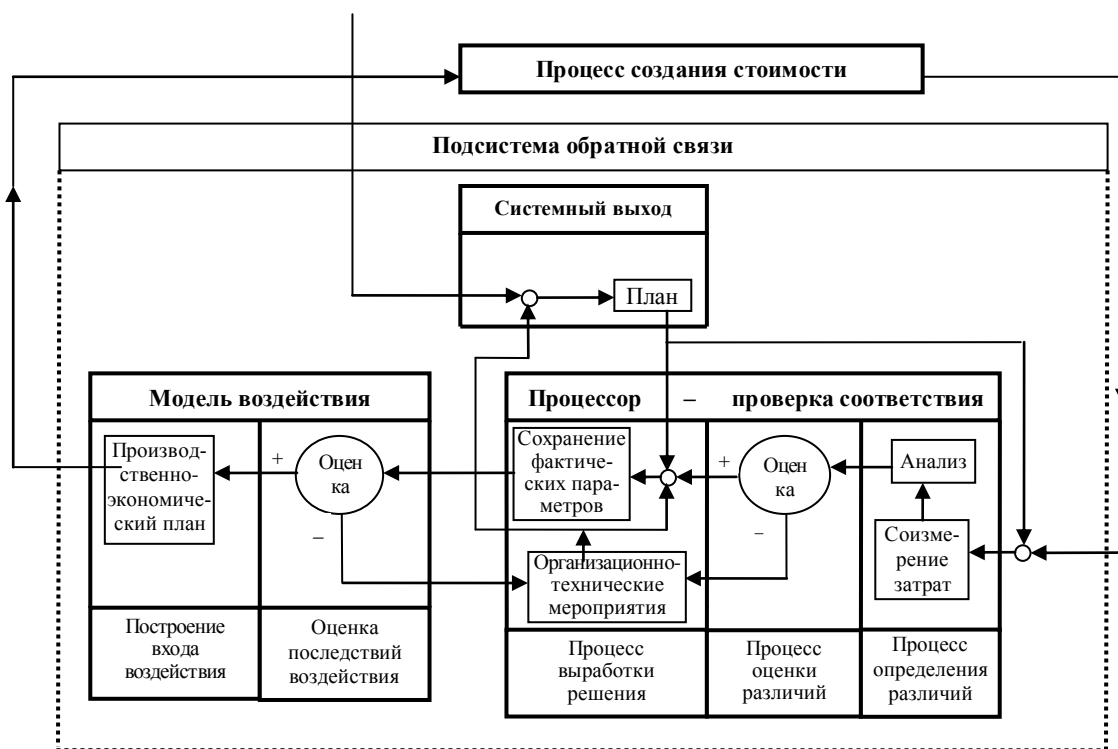 Процесс создания стоимости
Подсистема обратной связи
Системный выход
План
Модель воздействия
Производ-
ственно-
экономиче-
ский план
+
Оцен
ка
–
Построение
входа
воздействия
Оценка
последствий
воздействия
Процессор – проверка соответствия
Сохранение
фактиче-
ских пара-
метров
+
Оцен
ка
–
Анализ
Соизме-
рение
затрат
Организационно-
технические
мероприятия
Процесс
выработки
решения
Процесс
оценки
различий
Процесс
определения
различий